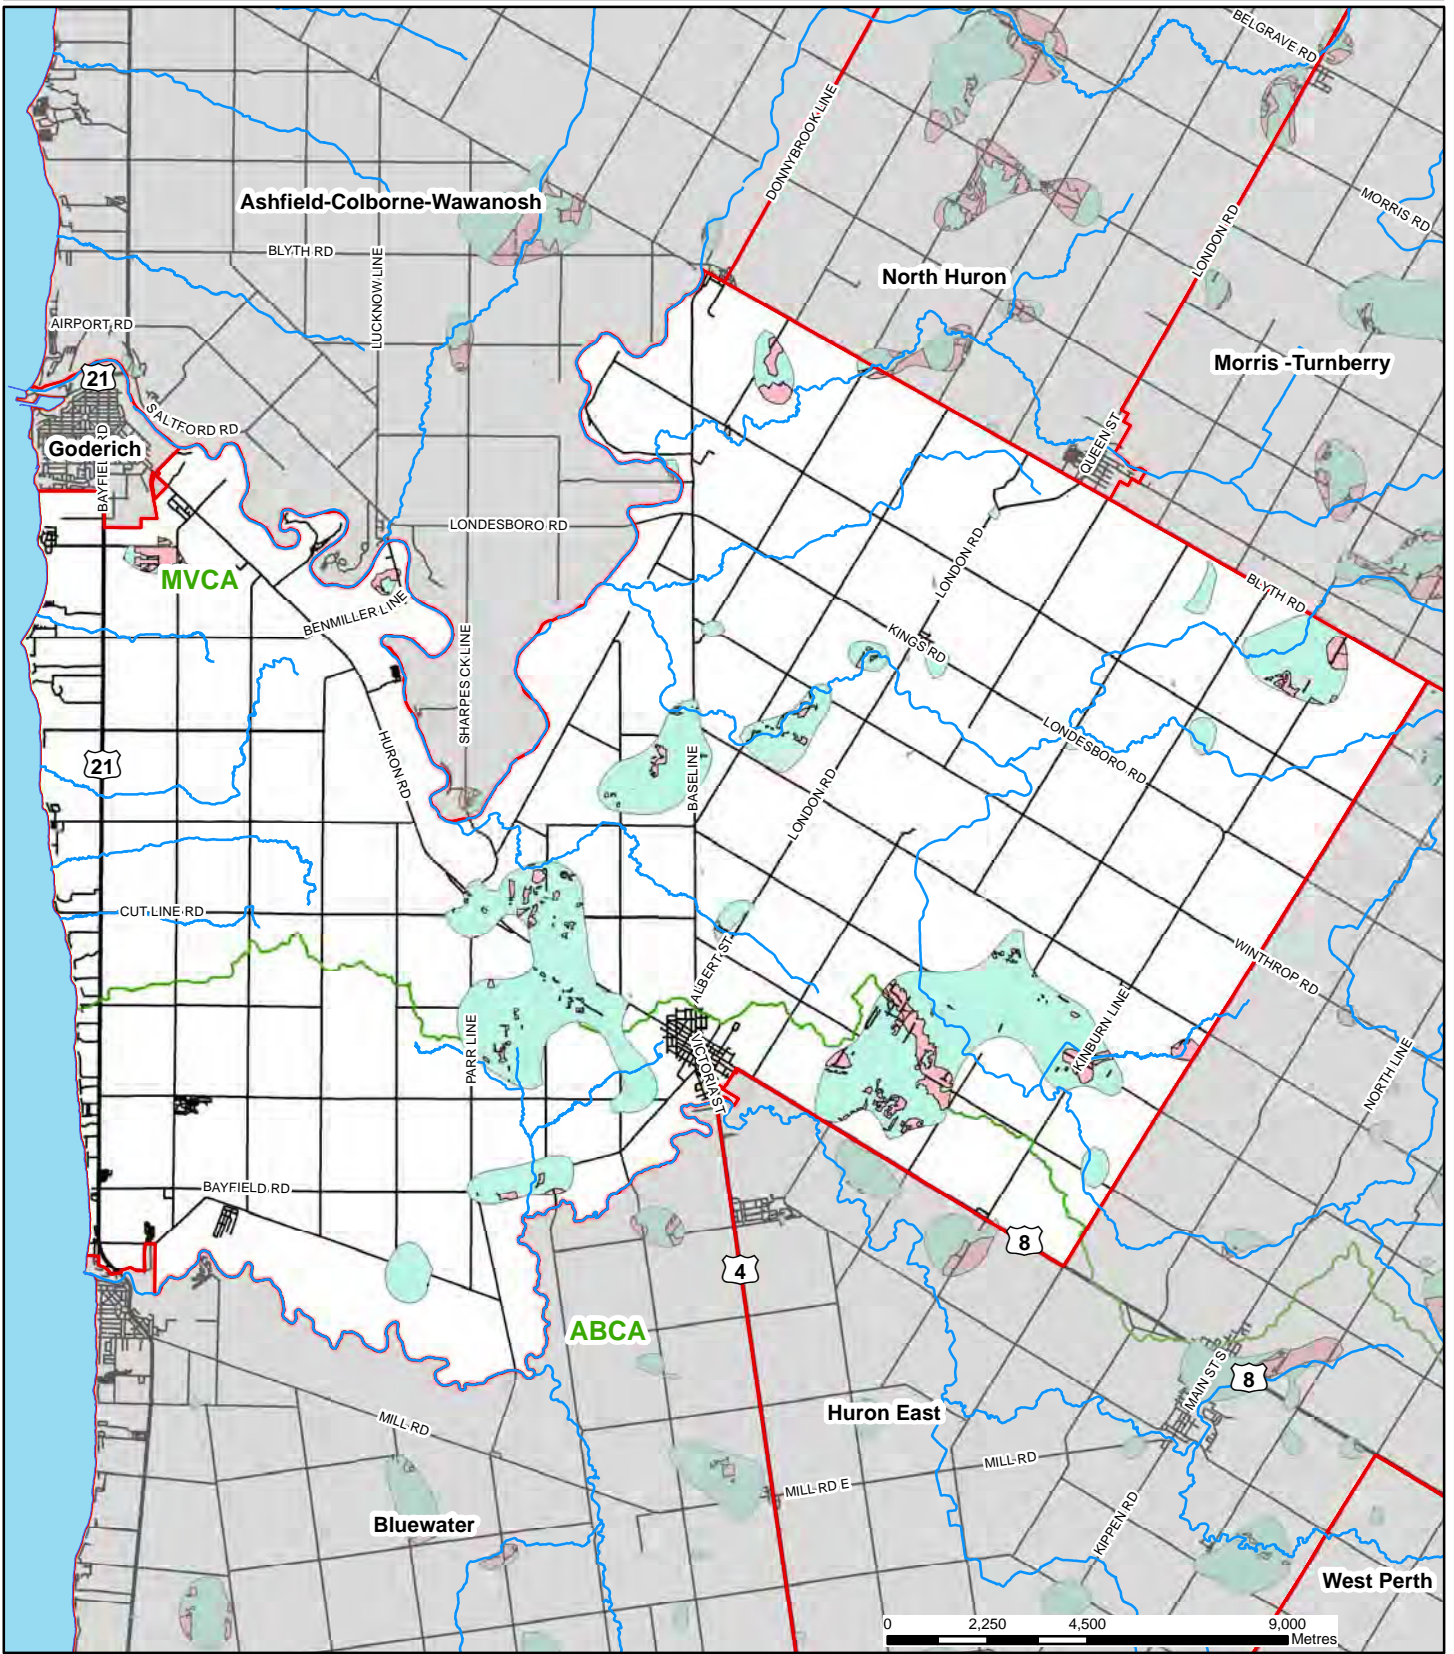 BELGRAVE RD
DONNYBROOK LINE
MORRIS RD
Ashfield-Colborne-Wawanosh
LONDON RD
BLYTH RD
LUCKNOW LINE
North Huron
AIRPORT RD
Morris -Turnberry
21
SALTFORD RD
Goderich
BAYFIELD RD
QUEEN ST
LONDESBORO RD
LONDON RD
MVCA
BLYTH RD
BENMILLER LINE
KINGS RD
SHARPES CK LINE
LONDESBORO RD
21
HURON RD
BASELINE
LONDON RD
CUT LINE RD
ALBERT ST
WINTHROP RD
KINBURN LINE
PARR LINE
VICTORIA ST
NORTH LINE
BAYFIELD RD
8
4
ABCA
MAIN ST S
8
Huron East
MILL RD
MILL RD
MILL RD E
Bluewater
KIPPEN RD
West Perth
0 2,250 4,500 9,000
Metres